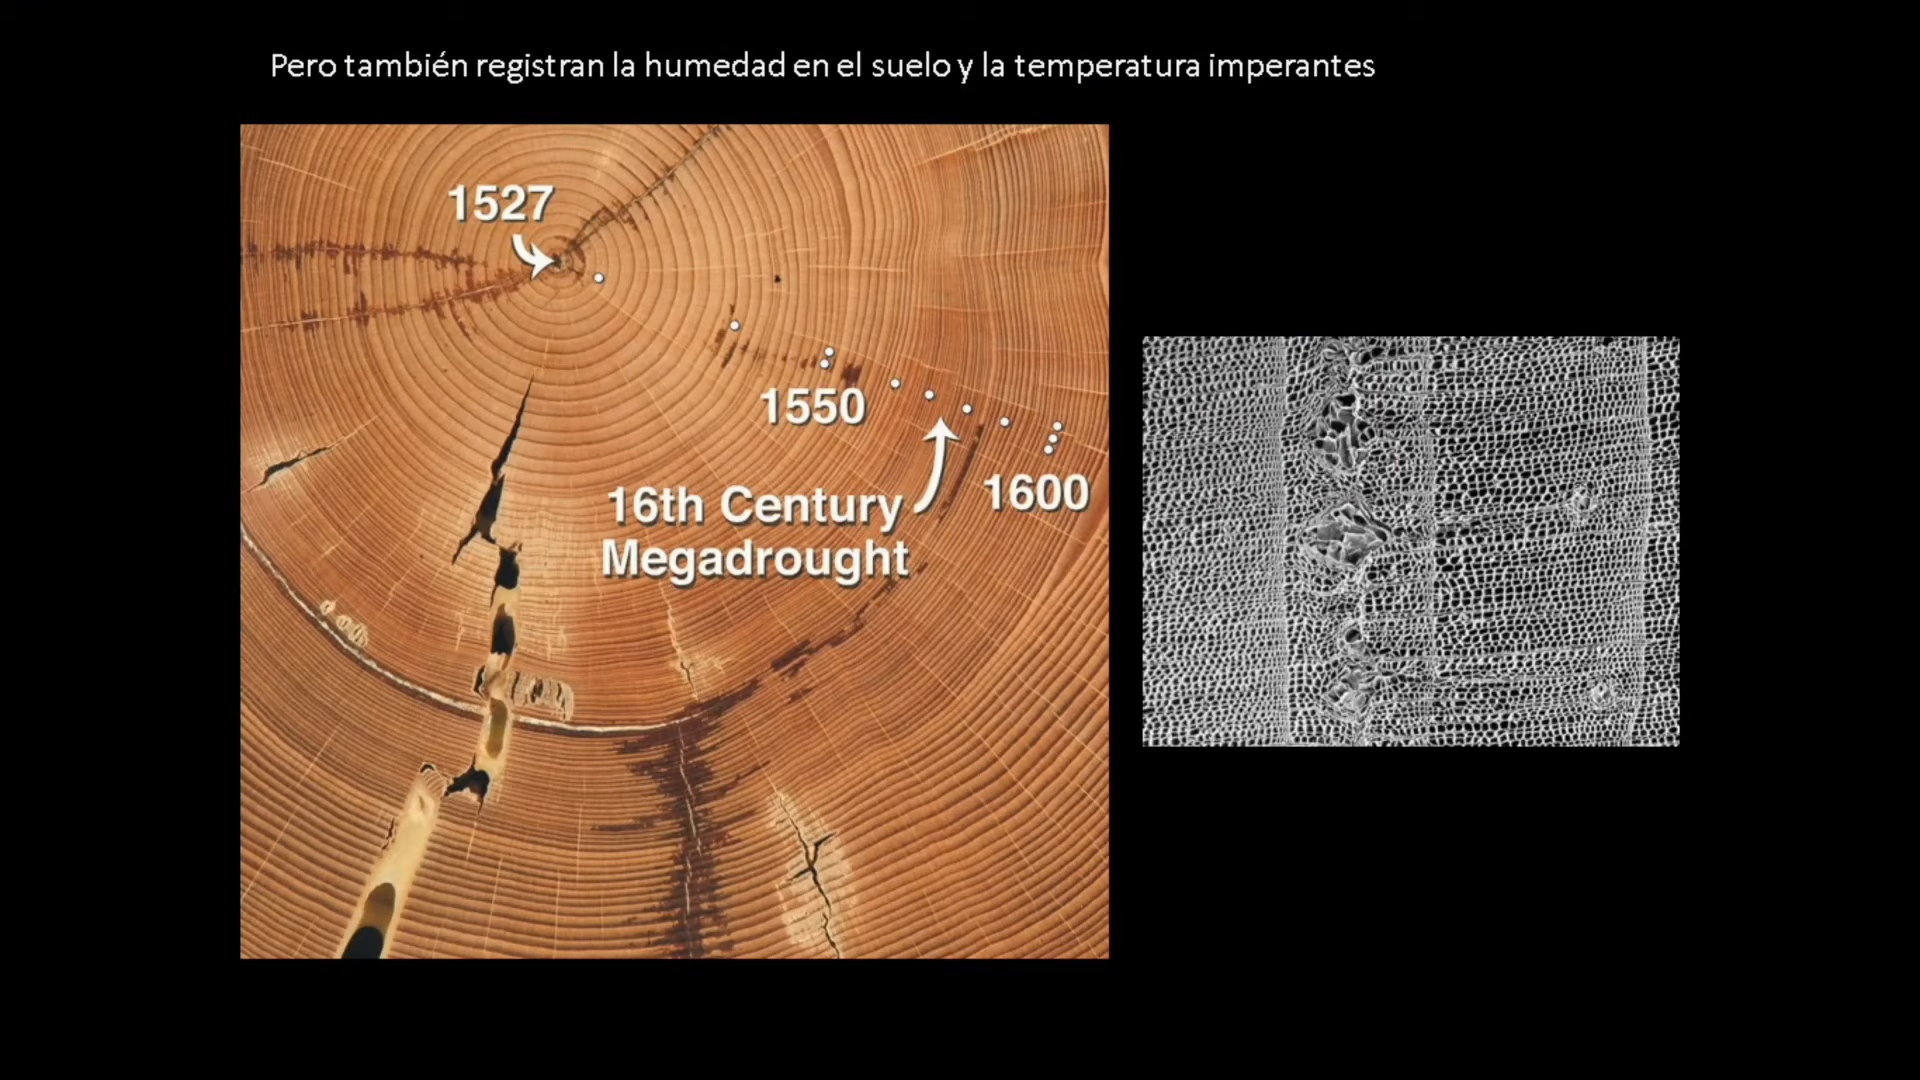 Pero también registran la humedad en el suelo y la temperatura imperantes
1527
1550
16th Century
Megadrought
1600